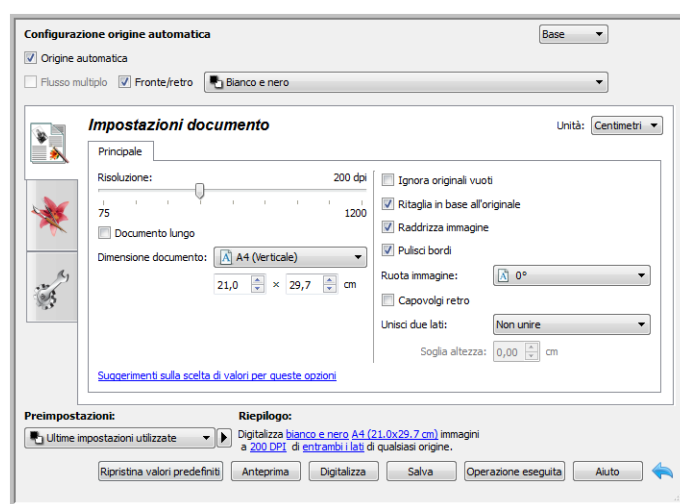 Configurazione origine automatica
Base
Origine automatica
Flusso multiplo Fronte/retro Bianco e nero
Impostazioni documento
Unità: Centimetri
Principale
Risoluzione: 200 dpi
75 1200
Documento lungo
Dimensione documento: A4 (Verticale)
21,0 × 29,7 cm
Suggerimenti sulla scelta di valori per queste opzioni
Ignora originali vuoti
Ritaglia in base all'originale
Raddrizza immagine
Pulisci bordi
Ruota immagine: 0°
Capovolgi retro
Unisci due lati: Non unire
Soglia altezza: 0,00 cm
Preimpostazioni:
Ultime impostazioni utilizzate
Riepilogo:
Digitalizza bianco e nero A4 (21.0x29.7 cm) immagini
a 200 DPI di entrambi i lati di qualsiasi origine.
Ripristina valori predefiniti Anteprima Digitalizza Salva Operazione eseguita Aiuto